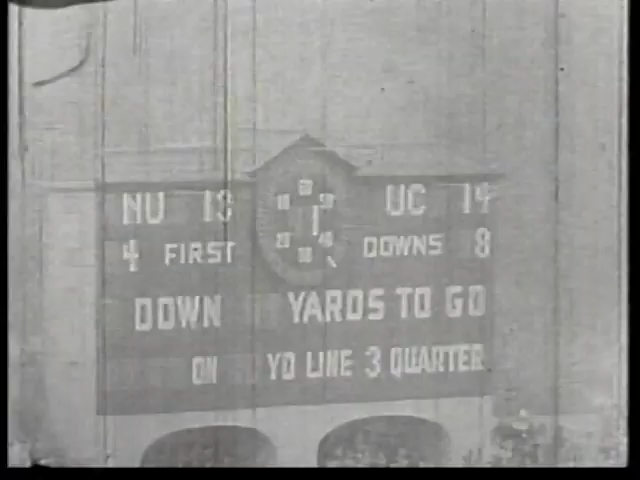 NU 13 UC 14
4 FIRST DOWNS 8
DOWN YARDS TO GO
ON YD LINE 3 QUARTER